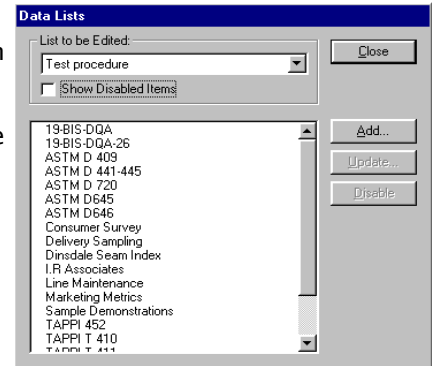 Data Lists
List to be Edited:
Test procedure
Show Disabled Items
Close
19-BIS-DQA
19-BIS-DQA-26
ASTM D 409
ASTM D 441-445
ASTM D 720
ASTM D645
ASTM D646
Consumer Survey
Delivery Sampling
Dinsdale Seam Index
I.R Associates
Line Maintenance
Marketing Metrics
Sample Demonstrations
TAPPI 452
TAPPI T 410
TAPPI T 411
Add...
Update...
Disable